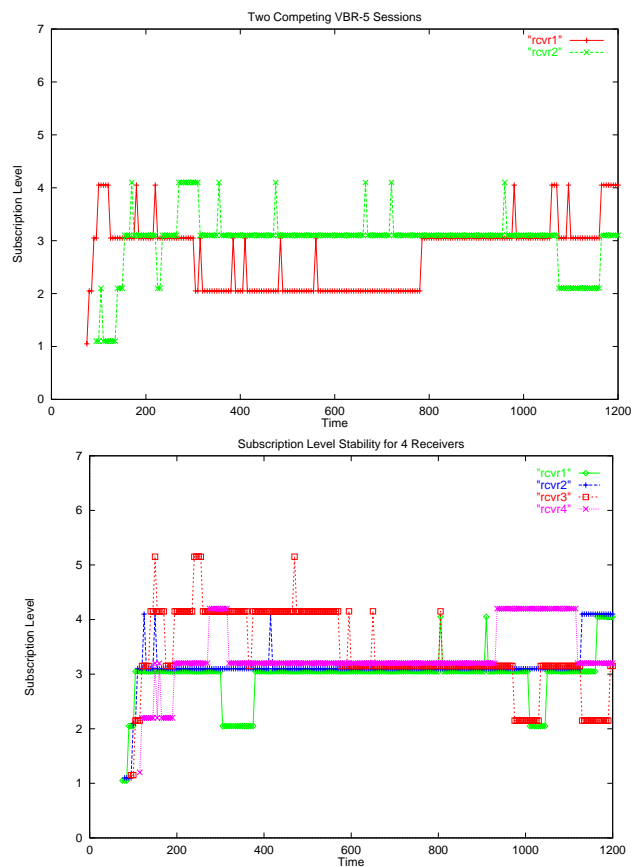 Two Competing VBR-5 Sessions
7
6
5
4
3
2
1
0
Subscription Level
"rcvr1"
"rcvr2"
0 200 400 600 800 1000 1200
Time
Subscription Level Stability for 4 Receivers
7
6
5
4
3
2
1
0
Subscription Level
"rcvr1"
"rcvr2"
"rcvr3"
"rcvr4"
0 200 400 600 800 1000 1200
Time